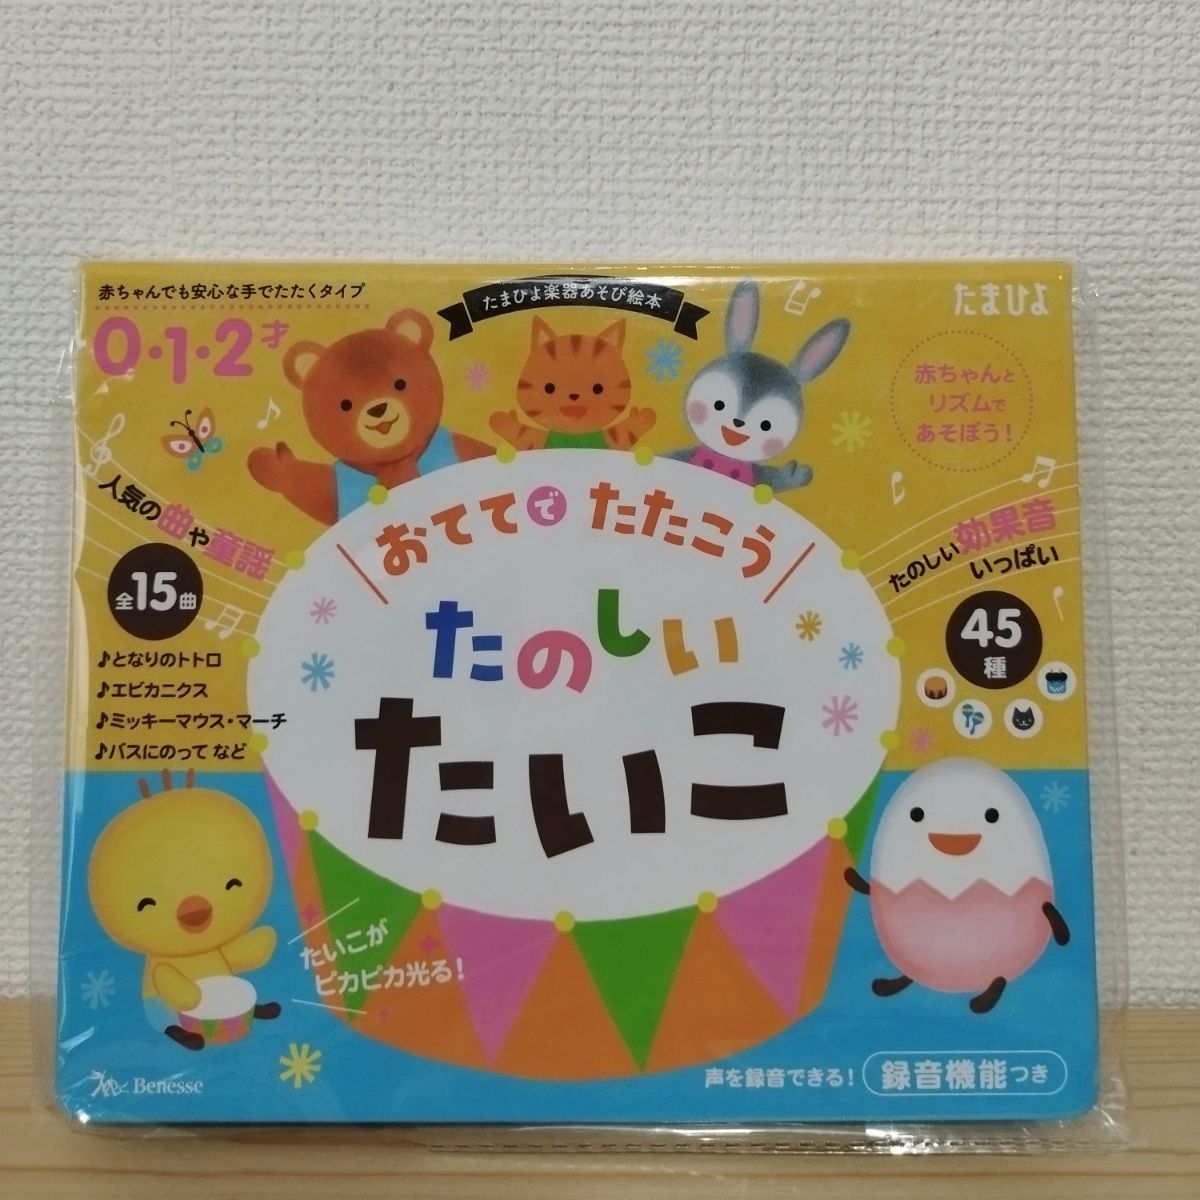 赤ちゃんでも安心な手でたたくタイプ
0・1・2才
たまひよ楽器あそび絵本
たまひよ
赤ちゃんと
リズムで
あそぼう!
人気の曲や童謡
全15曲
♪となりのトトロ
♪エビカニクス
♪ミッキーマウス・マーチ
♪バスにのって など
おててでたたこう
たのしい
たいこ
たのしい効果音
いっぱい
45
種
たいこが
ピカピカ光る!
Benesse
声を録音できる! 録音機能つき